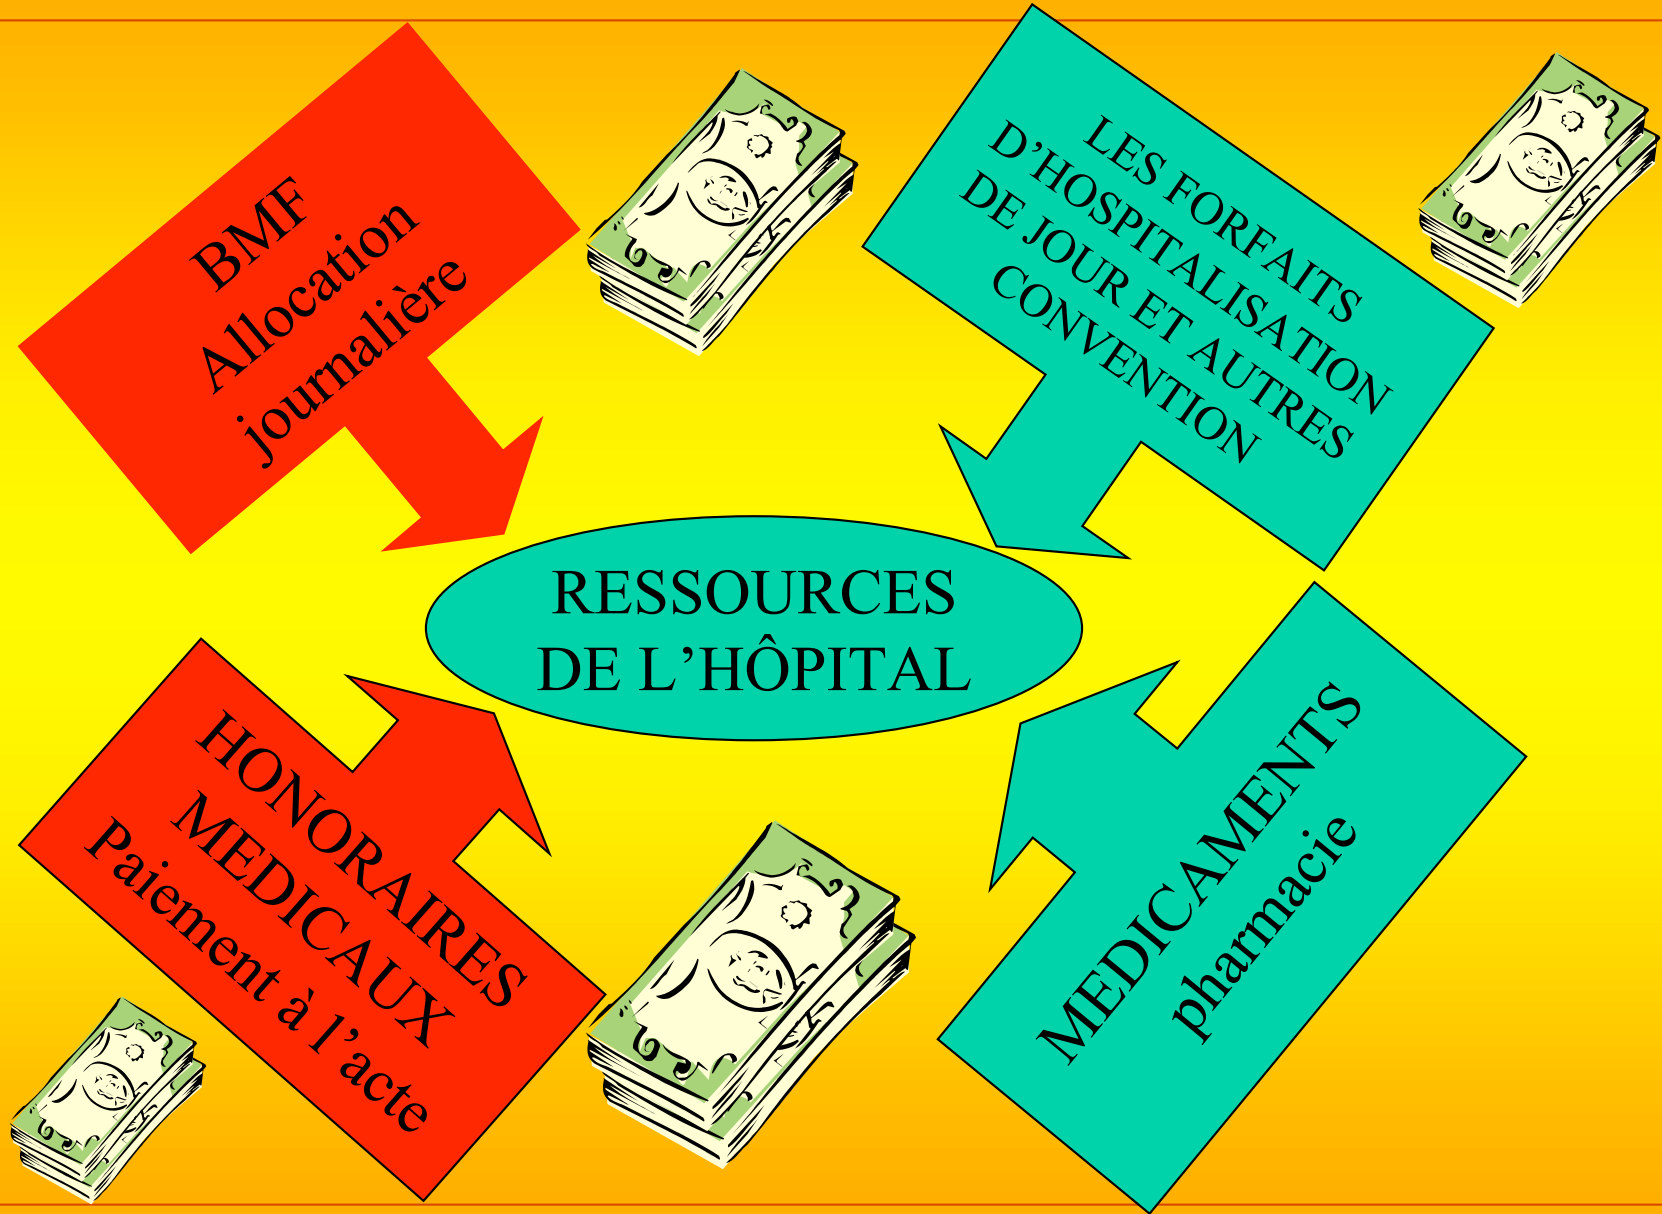 BMF
Allocation
journalière
LES FORFAITS
D’HOSPITALISATION
DE JOUR ET AUTRES
CONVENTION
RESSOURCES
DE L’HÔPITAL
HONORAIRES
MEDICAUX
Paiement à l’acte
MEDICAMENTS
pharmacie